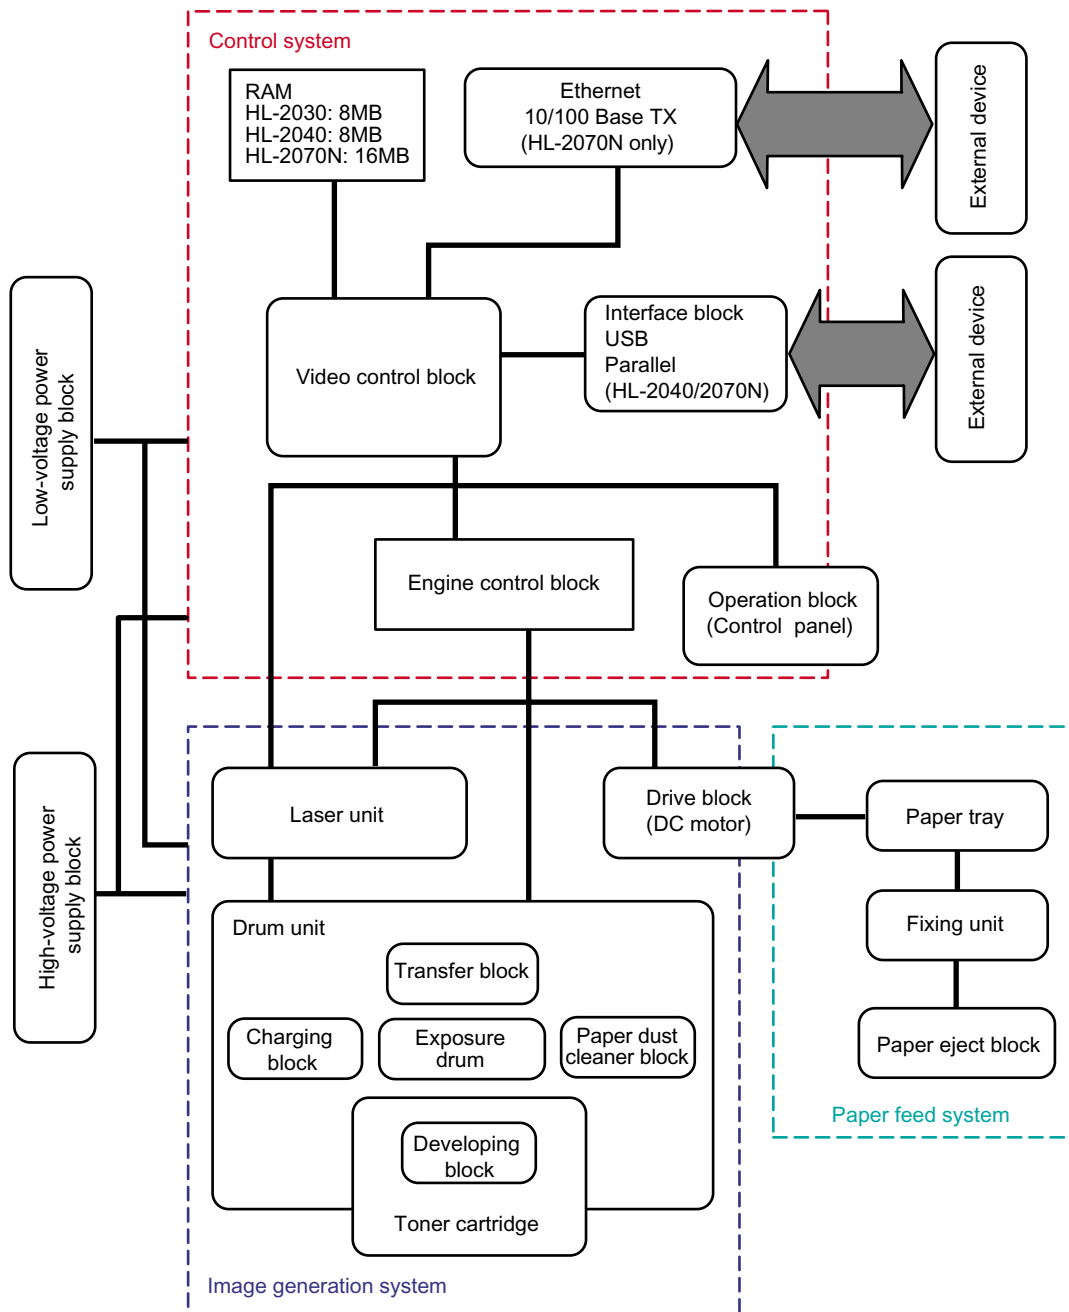 Control system
RAM
HL-2030: 8MB
HL-2040: 8MB
HL-2070N: 16MB
Ethernet
10/100 Base TX
(HL-2070N only)
External device
Low-voltage power
supply block
Video control block
Interface block
USB
Parallel
(HL-2040/2070N)
External device
Engine control block
Operation block
(Control panel)
High-voltage power
supply block
Laser unit
Drive block
(DC motor)
Paper tray
Drum unit
Fixing unit
Transfer block
Charging
block
Exposure
drum
Paper dust
cleaner block
Paper eject block
Developing
block
Toner cartridge
Paper feed system
Image generation system